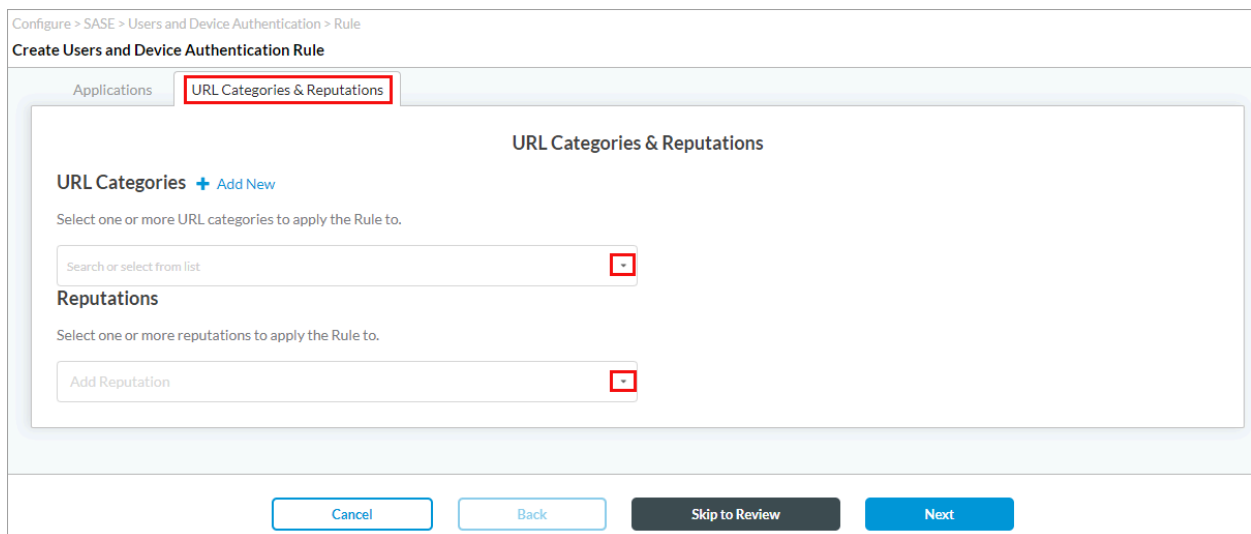 Configure > SASE > Users and Device Authentication > Rule
Create Users and Device Authentication Rule
Applications
URL Categories & Reputations
URL Categories & Reputations
URL Categories + Add New
Select one or more URL categories to apply the Rule to.
Search or select from list
Reputations
Select one or more reputations to apply the Rule to.
Add Reputation
Cancel
Back
Skip to Review
Next